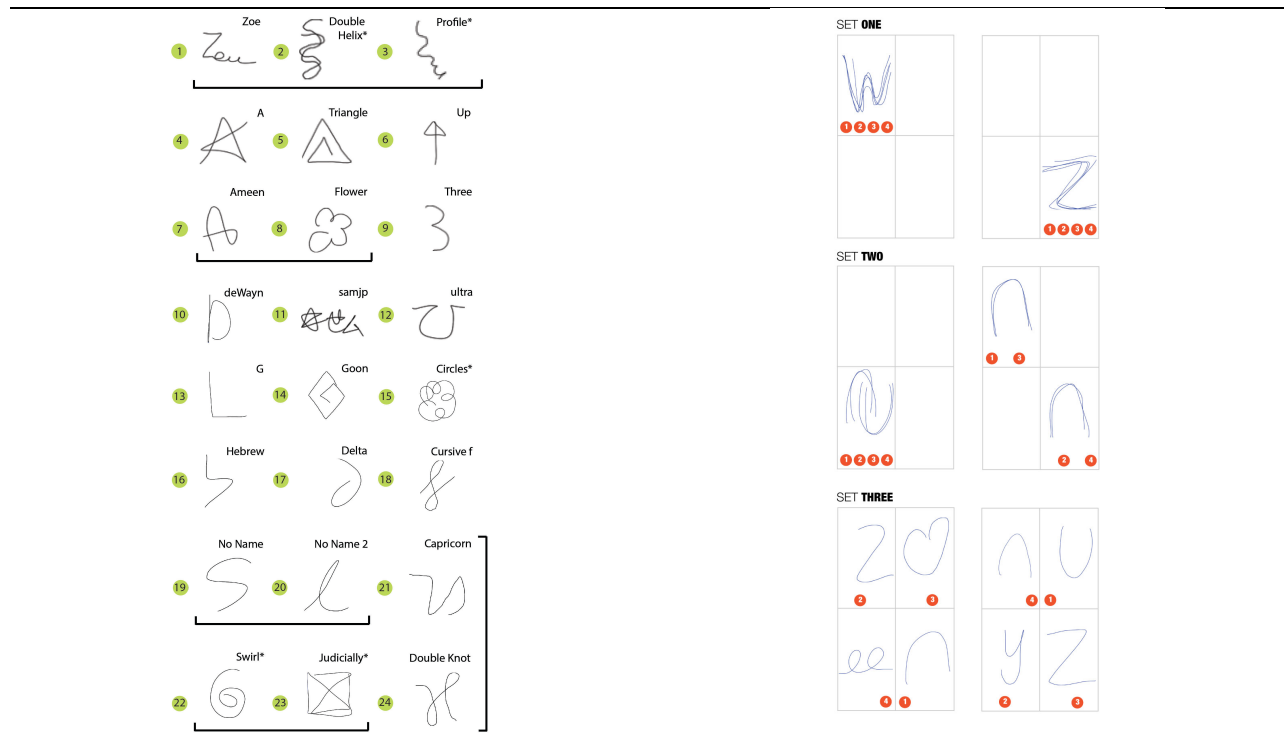 Zoe Double Helix* Profile*
1 Zeu 2 3
A Triangle Up
4 A 5 6
Ameen Flower Three
7 A 8 9 3
deWayn samjp ultra
10 D 11 12
G Goon Circles*
13 L 14 15
Hebrew Delta Cursive f
16 17 18
No Name No Name 2 Capricorn
19 S 20 l 21
Swirl* Judicially* Double Knot
22 23 24
SET ONE
W
1 2 3 4
Z
1 2 3 4
SET TWO
n
1 3
n
1 2 3 4 2 4
SET THREE
Z n U
2 3 4 1
ee n y Z
4 1 2 3